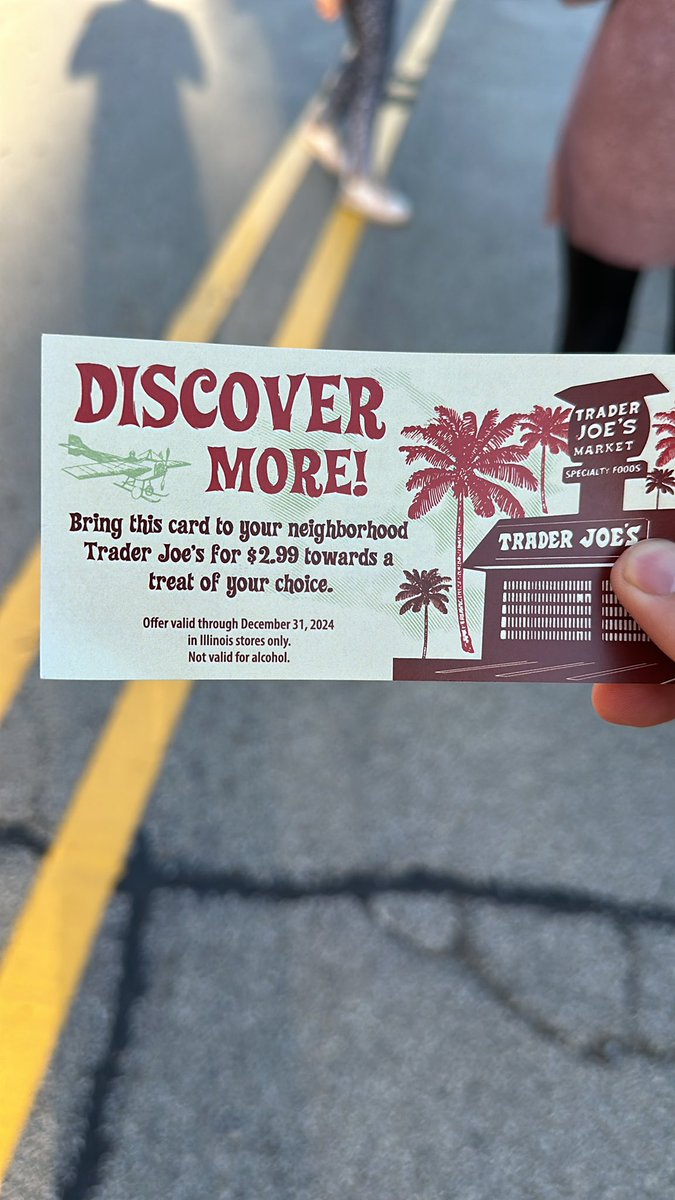 DISCOVER
MORE!
Bring this card to your neighborhood
Trader Joe's for $2.99 towards a
treat of your choice.
Offer valid through December 31, 2024
in Illinois stores only.
Not valid for alcohol.
TRADER
JOE'S
MARKET
SPECIALTY FOODS
TRADER JOE'S